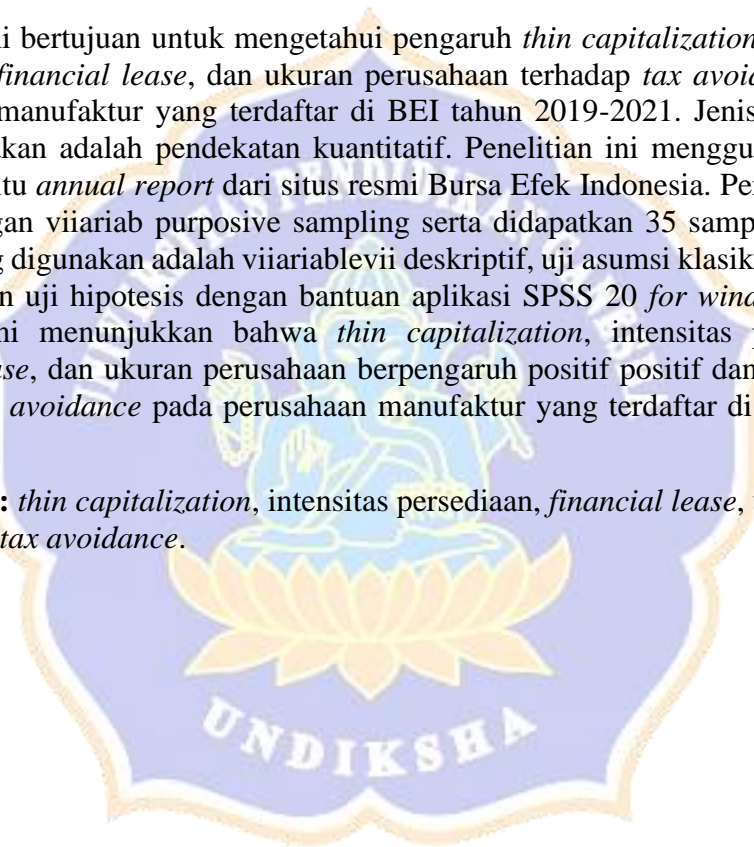 ni bertujuan untuk mengetahui pengaruh thin capitalization
financial lease, dan ukuran perusahaan terhadap tax avoid
manufaktur yang terdaftar di BEI tahun 2019-2021. Jenis
kan adalah pendekatan kuantitatif. Penelitian ini menggu
tu annual report dari situs resmi Bursa Efek Indonesia. Pe
gan viiariab purposive sampling serta didapatkan 35 samp
g digunakan adalah viiariablevii deskriptif, uji asumsi klasik
n uji hipotesis dengan bantuan aplikasi SPSS 20 for wind
ni menunjukkan bahwa thin capitalization, intensitas p
ase, dan ukuran perusahaan berpengaruh positif positif dan
avoidance pada perusahaan manufaktur yang terdaftar di
: thin capitalization, intensitas persediaan, financial lease,
tax avoidance.
UNDIKSHA